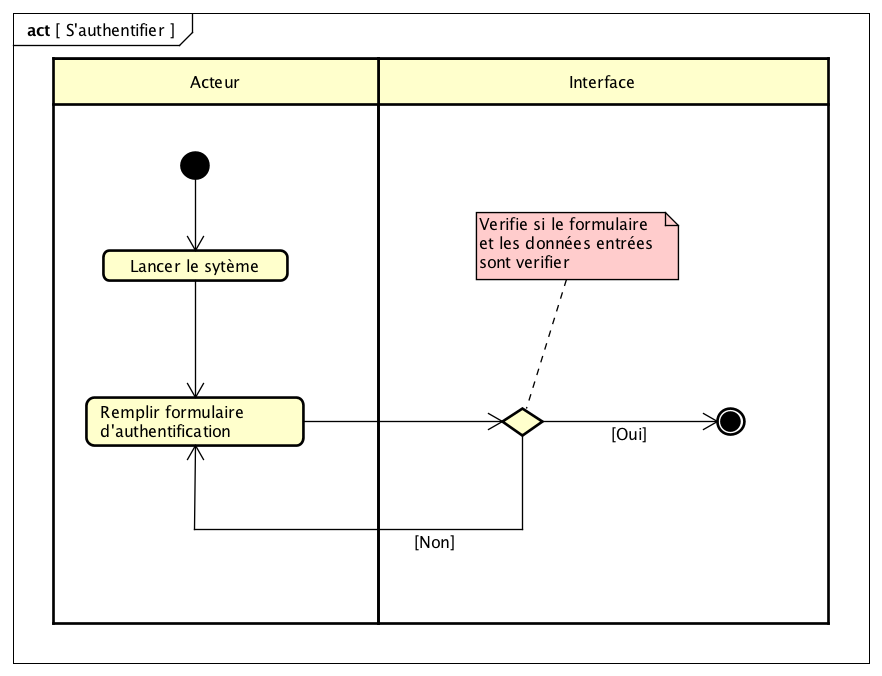 act [ S'authentifier ]
Acteur
Interface
Verifie si le formulaire
et les données entrées
sont verifier
Lancer le sytème
Remplir formulaire
d'authentification
[Oui]
[Non]